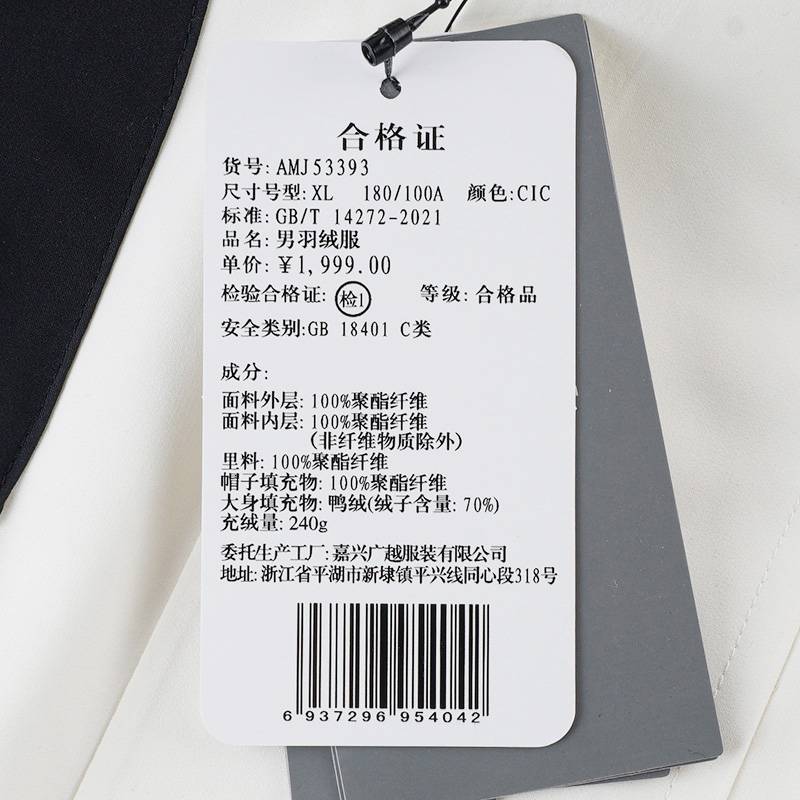 合格证
货号: AMJ53393
尺寸号型: XL 180/100A 颜色: CIC
标准: GB/T 14272-2021
品名: 男羽绒服
单价: ¥1,999.00
检验合格证: 检1 等级: 合格品
安全类别:GB 18401 C类
成分:
面料外层: 100%聚酯纤维
面料内层: 100%聚酯纤维
(非纤维物质除外)
里料: 100%聚酯纤维
帽子填充物: 100%聚酯纤维
大身填充物: 鸭绒(绒子含量: 70%)
充绒量: 240g
委托生产工厂: 嘉兴广越服装有限公司
地址: 浙江省平湖市新埭镇平兴线同心段318号
6 937296 954042